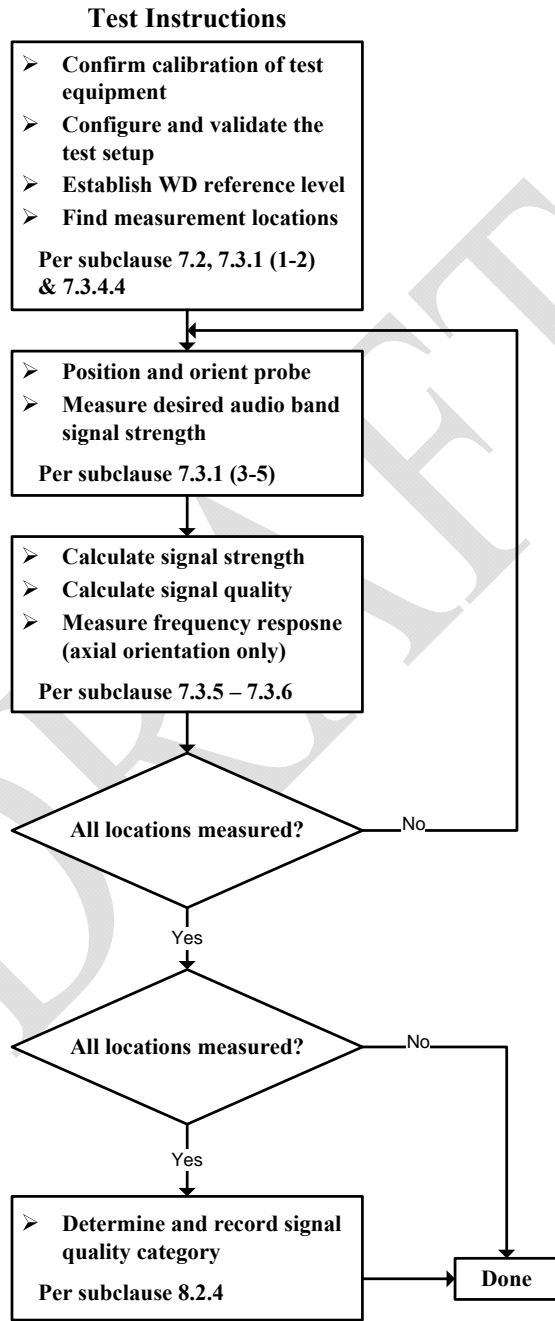 Test Instructions
➢ Confirm calibration of test
equipment
➢ Configure and validate the
test setup
➢ Establish WD reference level
➢ Find measurement locations
Per subclause 7.2, 7.3.1 (1-2)
& 7.3.4.4
➢ Position and orient probe
➢ Measure desired audio band
signal strength
Per subclause 7.3.1 (3-5)
➢ Calculate signal strength
➢ Calculate signal quality
➢ Measure frequency resposne
(axial orientation only)
Per subclause 7.3.5 – 7.3.6
All locations measured?
No
Yes
All locations measured?
No
Yes
➢ Determine and record signal
quality category
Per subclause 8.2.4
Done
DRAFT